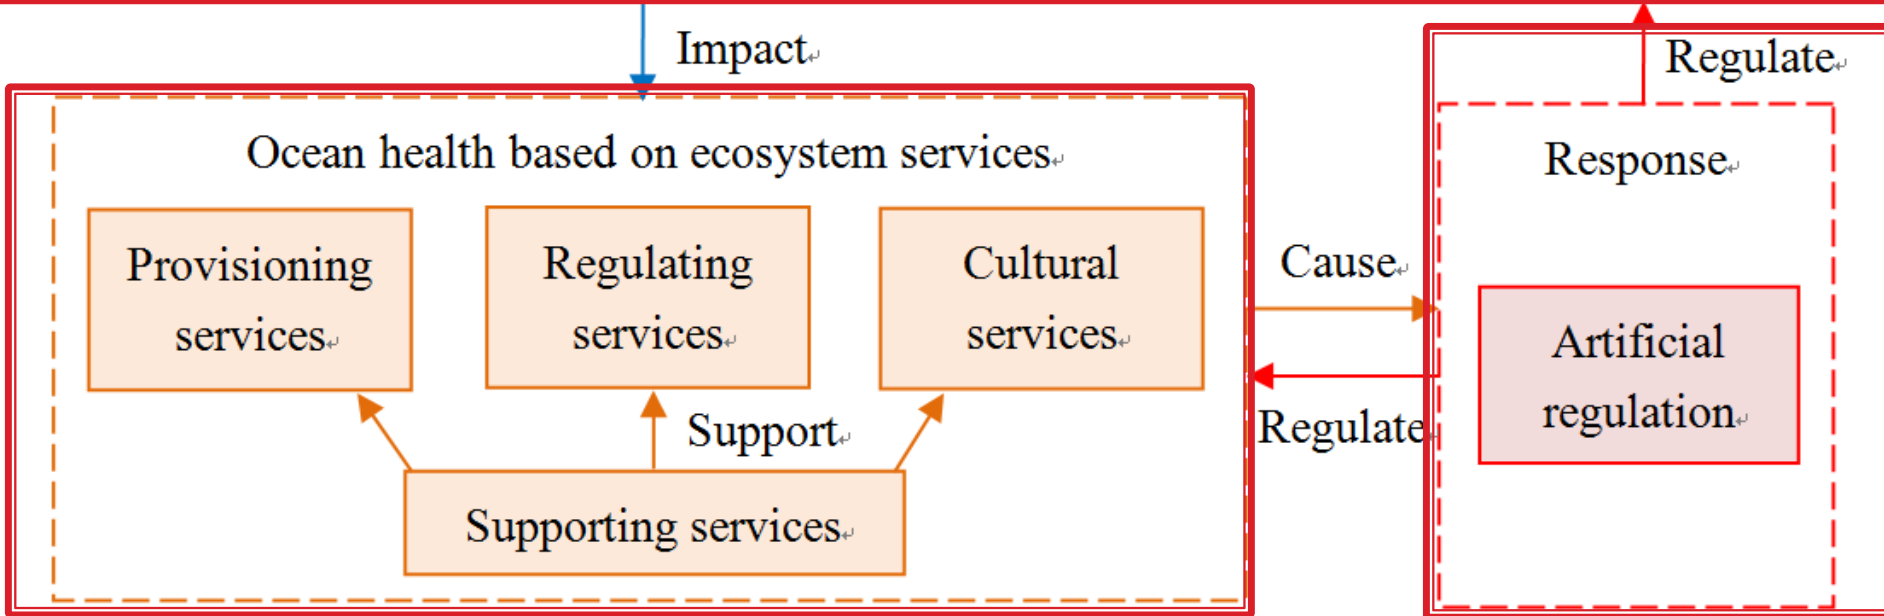 Impact
Regulate
Ocean health based on ecosystem services
Response
Provisioning
services
Regulating
services
Cultural
services
Cause
Artificial
regulation
Support
Regulate
Supporting services